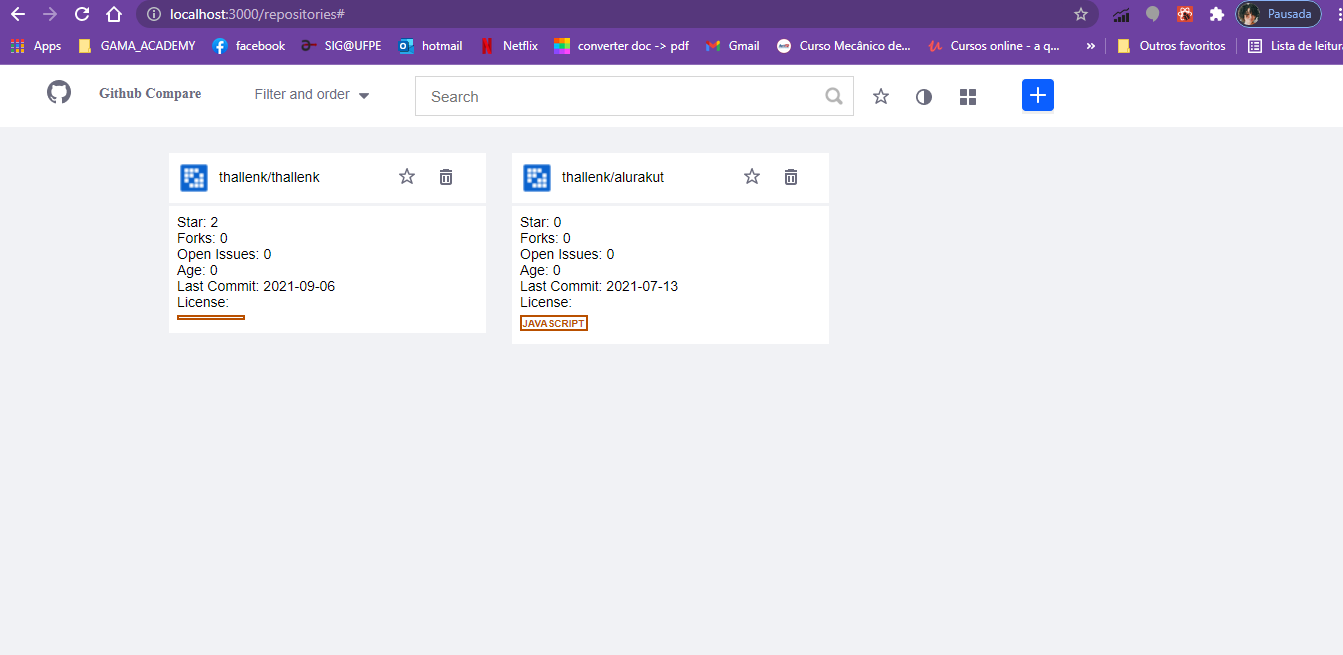 localhost:3000/repositories#
Pausada
Apps GAMA_ACADEMY facebook SIG@UFPE hotmail Netflix converter doc -> pdf Gmail Curso Mecânico de... Cursos online - a q... » Outros favoritos Lista de leitura
Github Compare Filter and order Search
thallenk/thallenk
Star: 2
Forks: 0
Open Issues: 0
Age: 0
Last Commit: 2021-09-06
License:
thallenk/alurakut
Star: 0
Forks: 0
Open Issues: 0
Age: 0
Last Commit: 2021-07-13
License:
JAVASCRIPT